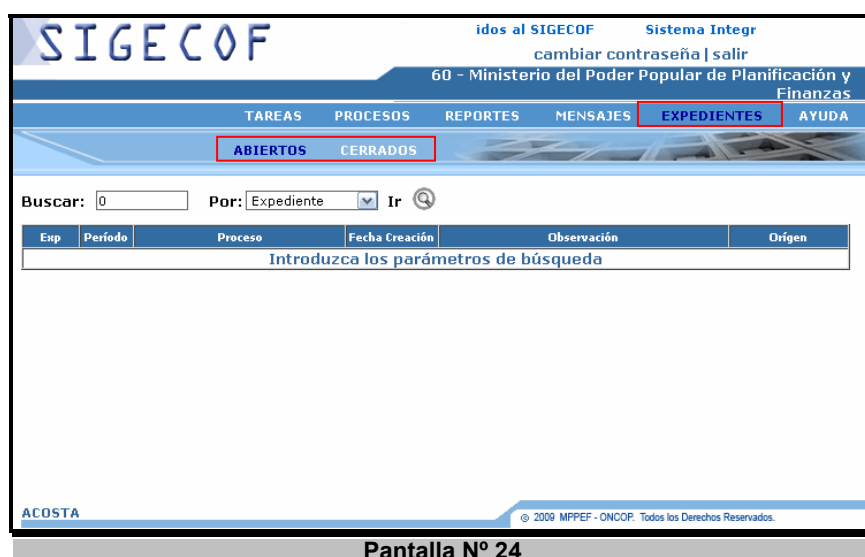 SIGECOF
idos al SIGECOF Sistema Integr
cambiar contraseña | salir
60 - Ministerio del Poder Popular de Planificación y
Finanzas
TAREAS PROCESOS REPORTES MENSAJES EXPEDIENTES AYUDA
ABIERTOS CERRADOS
Buscar: 0 Por: Expediente Ir
Exp Período Proceso Fecha Creación Observación Orígen
Introduzca los parámetros de búsqueda
ACOSTA
© 2009 MPPEF - ONCOP. Todos los Derechos Reservados.
Pantalla Nº 24